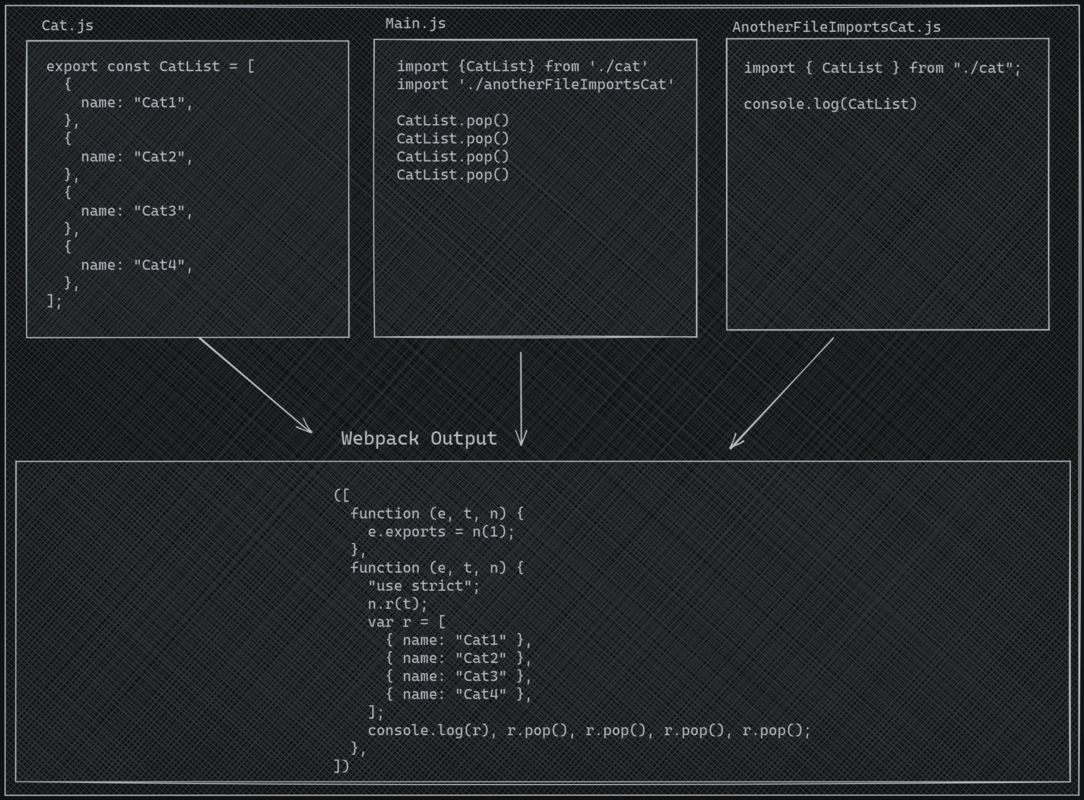 Cat.js
export const CatList = [
  {
    name: "Cat1",
  },
  {
    name: "Cat2",
  },
  {
    name: "Cat3",
  },
  {
    name: "Cat4",
  },
];
Main.js
import {CatList} from './cat'
import './anotherFileImportsCat'
CatList.pop()
CatList.pop()
CatList.pop()
CatList.pop()
AnotherFileImportsCat.js
import { CatList } from "./cat";
console.log(CatList)
Webpack Output
([
  function (e, t, n) {
    e.exports = n(1);
  },
  function (e, t, n) {
    "use strict";
    n.r(t);
    var r = [
      { name: "Cat1" },
      { name: "Cat2" },
      { name: "Cat3" },
      { name: "Cat4" },
    ];
    console.log(r), r.pop(), r.pop(), r.pop(), r.pop();
  },
])